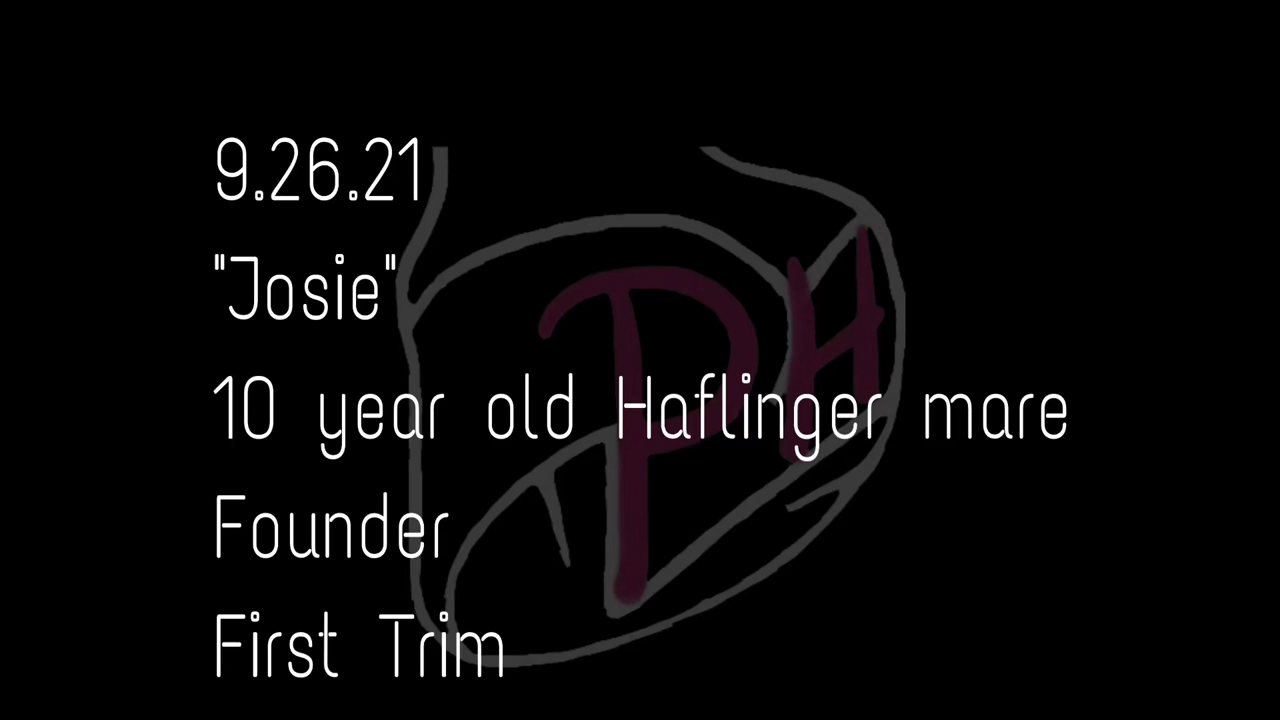 9.26.21
"Josie"
10 year old Haflinger mare
Founder
First Trim
PH